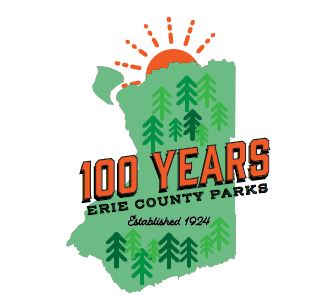 100 YEARS
ERIE COUNTY PARKS
Established 1924